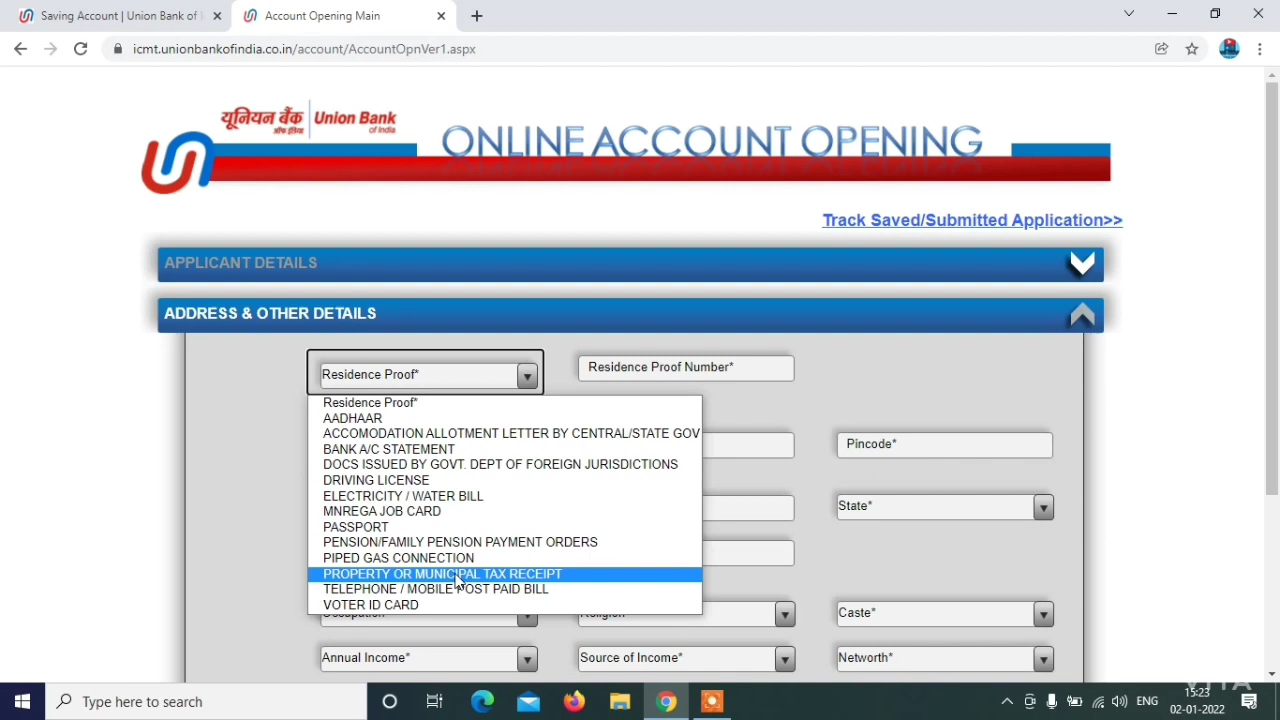 Saving Account | Union Bank of
Account Opening Main
icmt.unionbankofindia.co.in/account/AccountOpnVer1.aspx
यूनियन बैंक
ऑफ इंडिया
Union Bank
of India
ONLINE ACCOUNT OPENING
Track Saved/Submitted Application>>
APPLICANT DETAILS
ADDRESS & OTHER DETAILS
Residence Proof*
Residence Proof Number*
Residence Proof*
AADHAAR
ACCOMODATION ALLOTMENT LETTER BY CENTRAL/STATE GOV
BANK A/C STATEMENT
Pincode*
DOCS ISSUED BY GOVT. DEPT OF FOREIGN JURISDICTIONS
DRIVING LICENSE
ELECTRICITY / WATER BILL
MNREGA JOB CARD
State*
PASSPORT
PENSION/FAMILY PENSION PAYMENT ORDERS
PIPED GAS CONNECTION
PROPERTY OR MUNICIPAL TAX RECEIPT
TELEPHONE / MOBILE POST PAID BILL
VOTER ID CARD
Occupation*
Religion*
Caste*
Annual Income*
Source of Income*
Networth*
VITA
Type here to search
ENG
15:23
02-01-2022